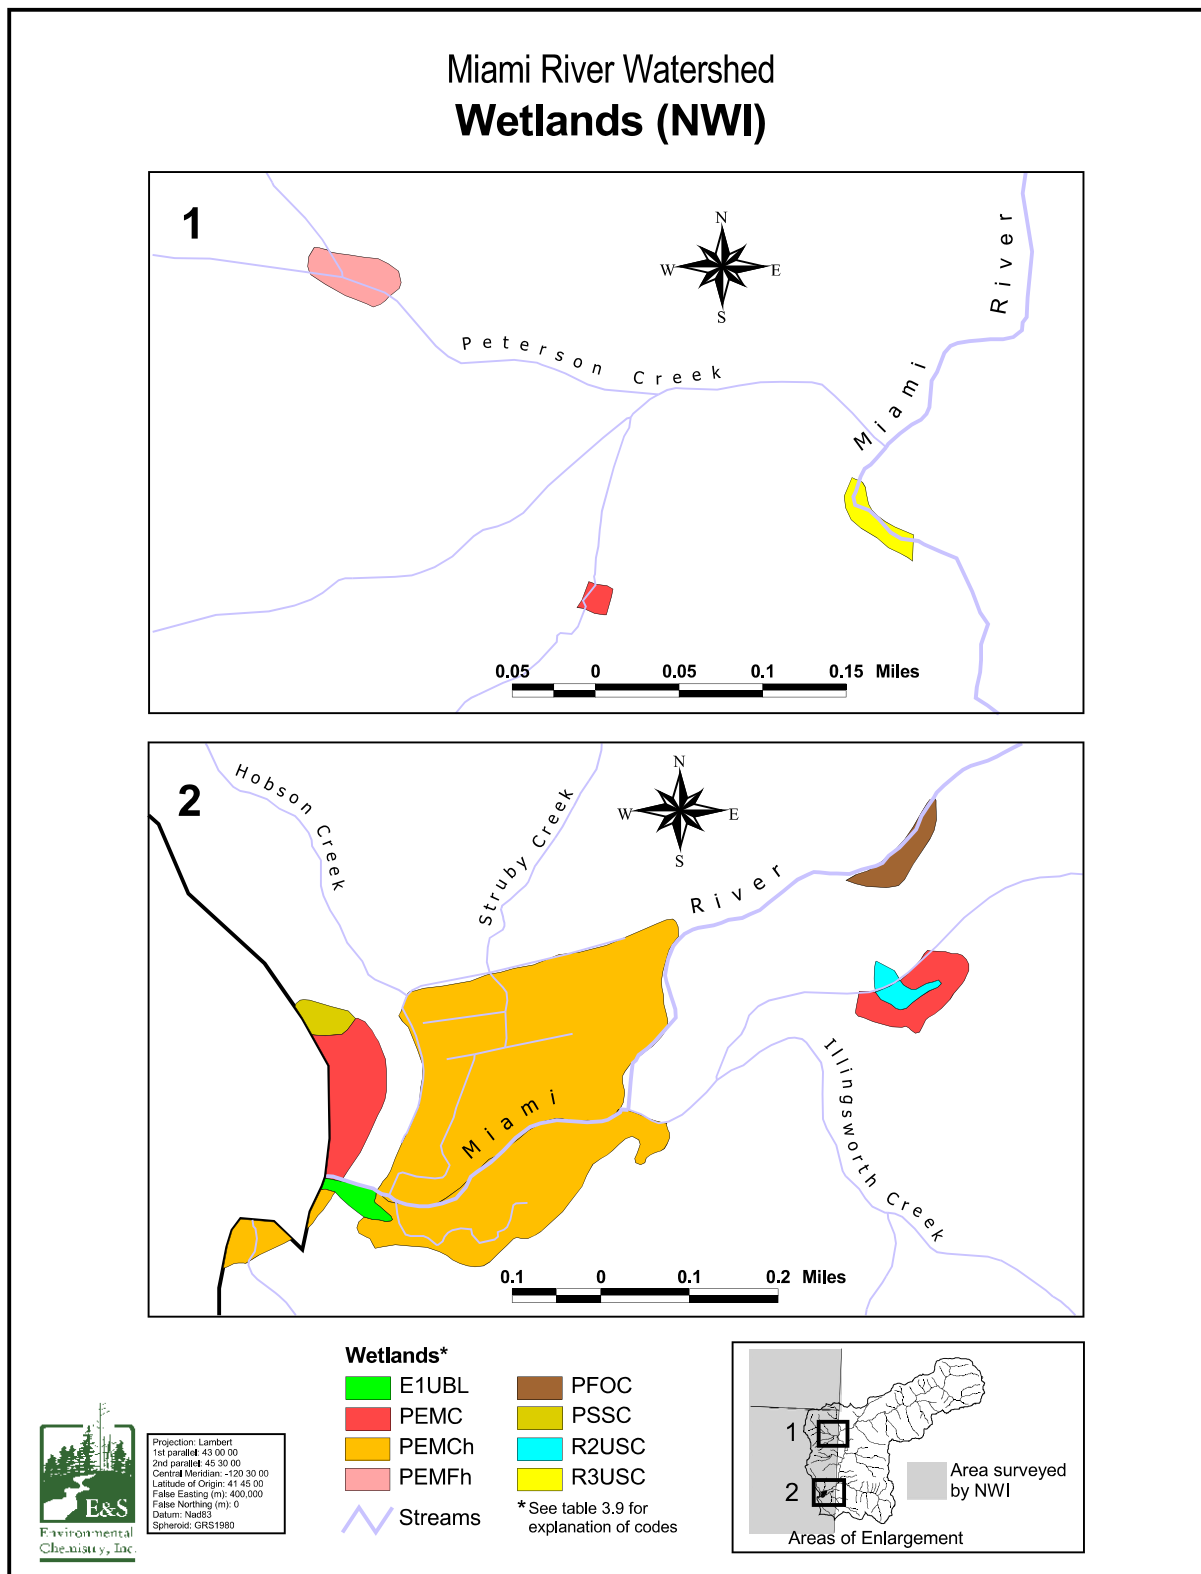 Miami River Watershed
Wetlands (NWI)
1
N
W E
S
River
Miami
Peterson Creek
0.05 0 0.05 0.1 0.15 Miles
2
Hobson Creek
Struby Creek
N
W E
S
River
Miami
Illingsworth Creek
0.1 0 0.1 0.2 Miles
Wetlands*
E1UBL
PEMC
PEMCh
PEMFh
Streams
PFOC
PSSC
R2USC
R3USC
* See table 3.9 for
explanation of codes
1
2
Area surveyed
by NWI
Areas of Enlargement
E&S
Environmental
Chemistry, Inc.
Projection: Lambert
1st parallel: 43 00 00
2nd parallel: 45 30 00
Central Meridian: -120 30 00
Latitude of Origin: 41 45 00
False Easting (m): 400,000
False Northing (m): 0
Datum: Nad83
Spheroid: GRS1980